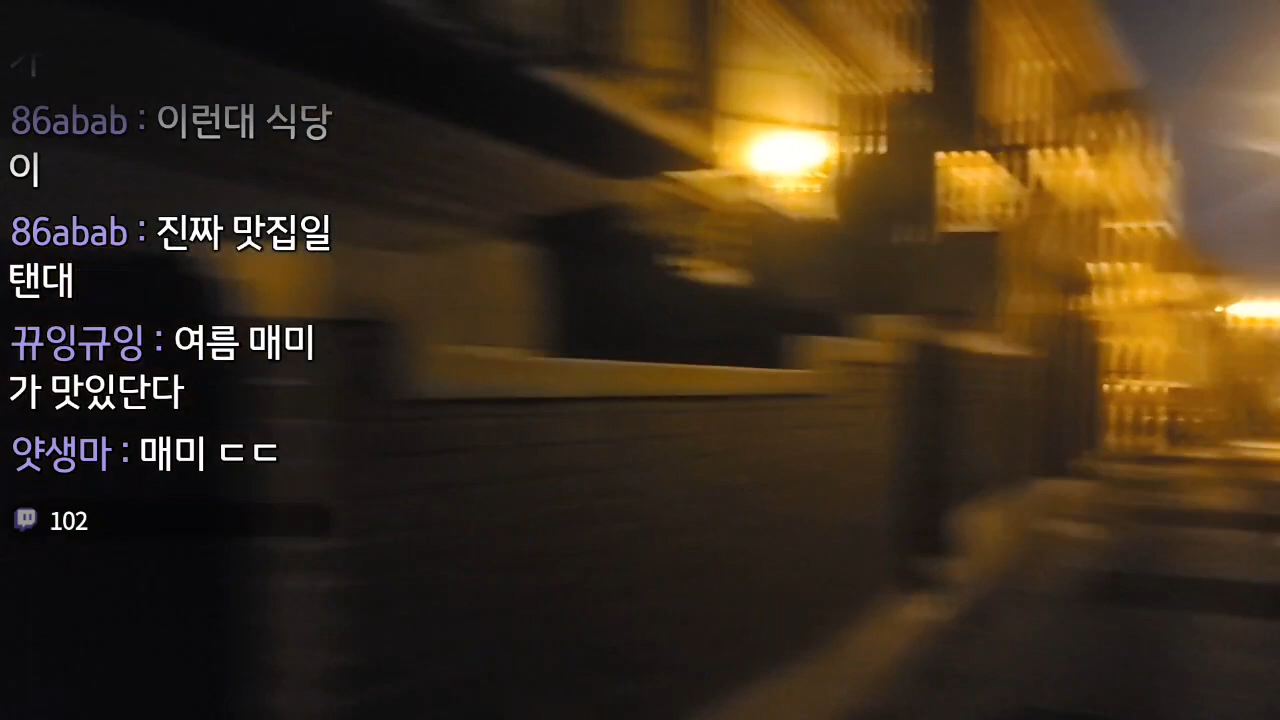 86abab : 이런대 식당
이
86abab : 진짜 맛집일
탠대
뀨잉규잉 : 여름 매미
가 맛있단다
얏생마 : 매미 ㄷㄷ
102